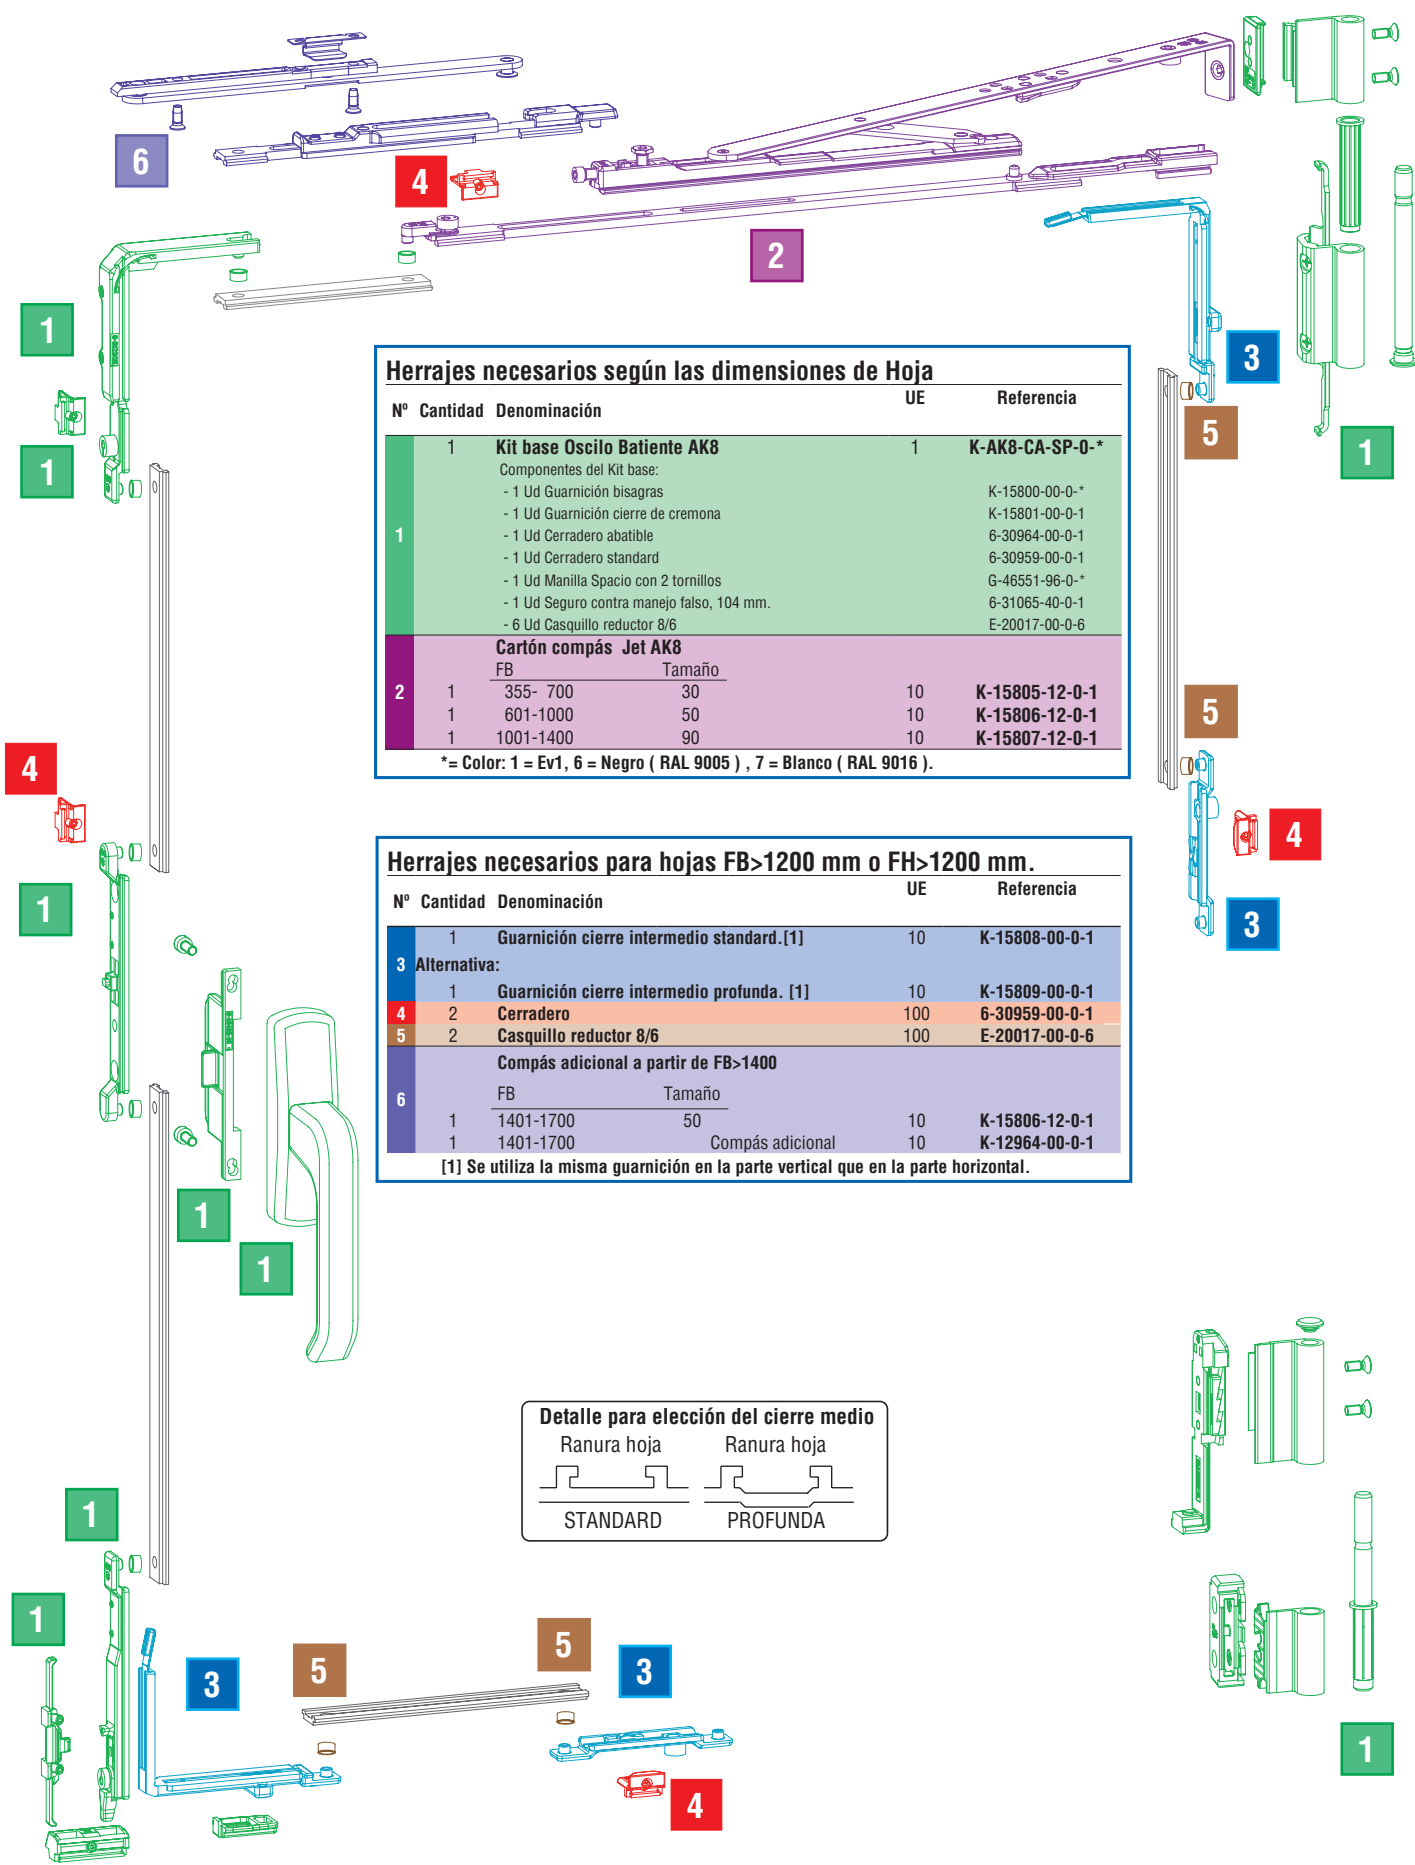 6
4
2
1
3
1
5
1
Herrajes necesarios según las dimensiones de Hoja
Nº Cantidad Denominación UE Referencia
1 Kit base Oscilo Batiente AK8 1 K-AK8-CA-SP-0-*
Componentes del Kit base:
- 1 Ud Guarnición bisagras K-15800-00-0-*
- 1 Ud Guarnición cierre de cremona K-15801-00-0-1
1 - 1 Ud Cerradero abatible 6-30964-00-0-1
- 1 Ud Cerradero standard 6-30959-00-0-1
- 1 Ud Manilla Spacio con 2 tornillos G-46551-96-0-*
- 1 Ud Seguro contra manejo falso, 104 mm. 6-31065-40-0-1
- 6 Ud Casquillo reductor 8/6 E-20017-00-0-6
Cartón compás Jet AK8
FB Tamaño
2 1 355- 700 30 10 K-15805-12-0-1
1 601-1000 50 10 K-15806-12-0-1
1 1001-1400 90 10 K-15807-12-0-1
*= Color: 1 = Ev1, 6 = Negro ( RAL 9005 ) , 7 = Blanco ( RAL 9016 ).
5
4
4
1
3
Herrajes necesarios para hojas FB>1200 mm o FH>1200 mm.
Nº Cantidad Denominación UE Referencia
1 Guarnición cierre intermedio standard.[1] 10 K-15808-00-0-1
3 Alternativa:
1 Guarnición cierre intermedio profunda. [1] 10 K-15809-00-0-1
4 2 Cerradero 100 6-30959-00-0-1
5 2 Casquillo reductor 8/6 100 E-20017-00-0-6
Compás adicional a partir de FB>1400
6 FB Tamaño
1 1401-1700 50 10 K-15806-12-0-1
1 1401-1700 Compás adicional 10 K-12964-00-0-1
[1] Se utiliza la misma guarnición en la parte vertical que en la parte horizontal.
1
1
Detalle para elección del cierre medio
Ranura hoja Ranura hoja
STANDARD PROFUNDA
1
1
3
5
5
3
1
4